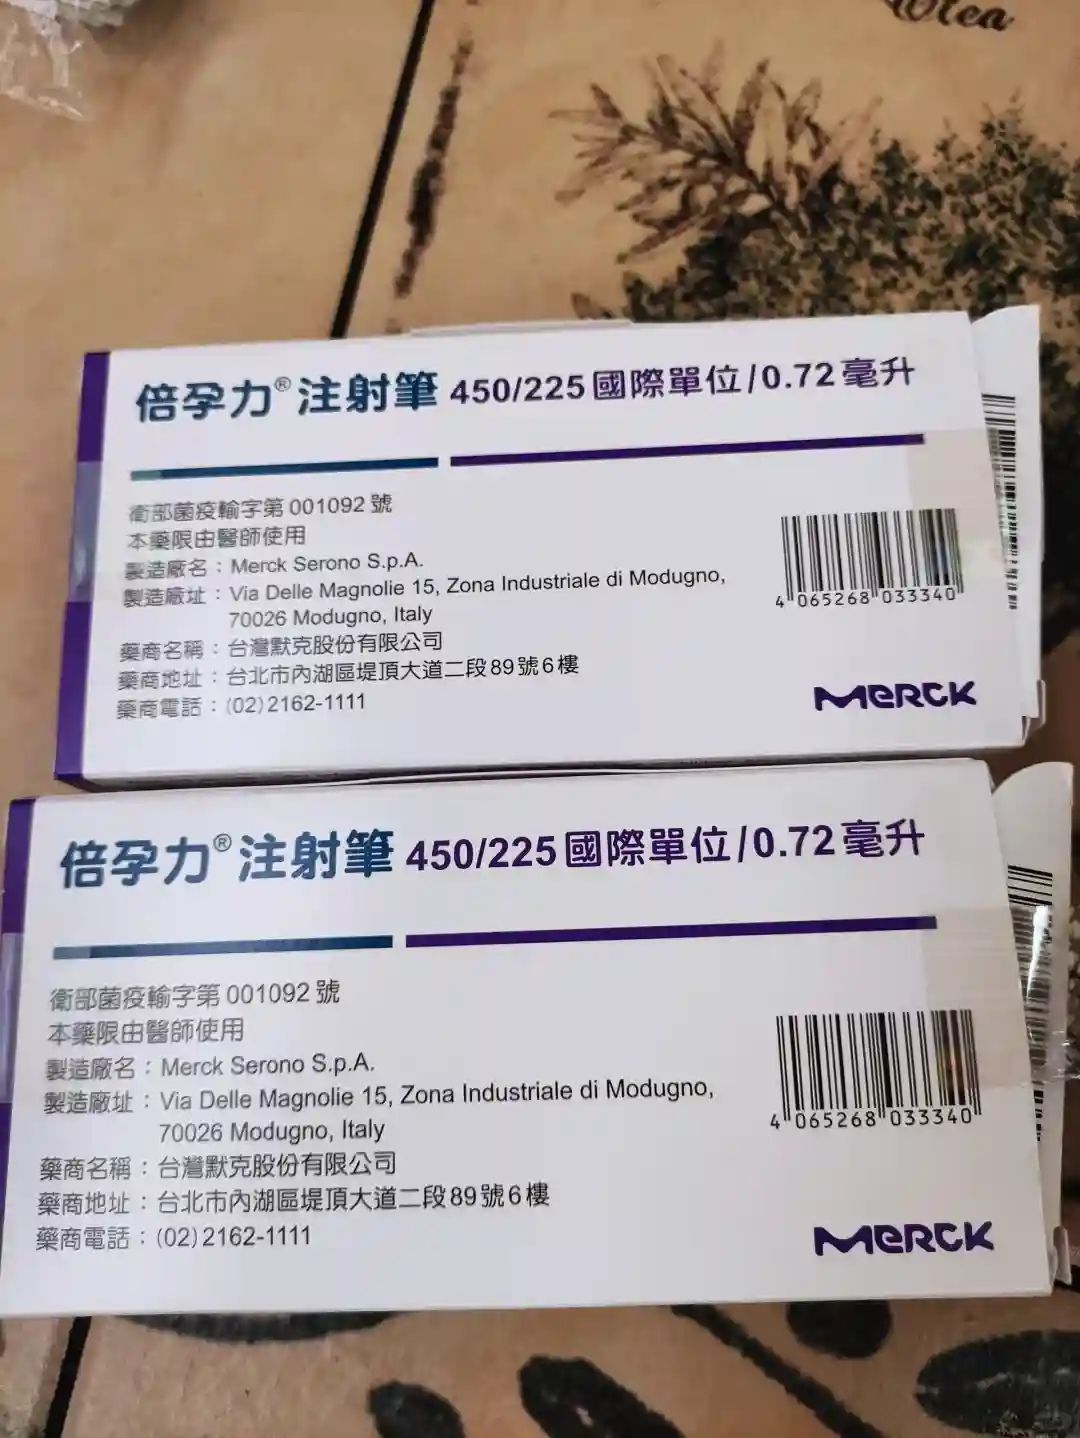 Wtea
倍孕力®注射筆 450/225國際單位/0.72毫升
衛部菌疫輸字第001092號
本藥限由醫師使用
製造廠名：Merck Serono S.p.A.
製造廠址：Via Delle Magnolie 15, Zona Industriale di Modugno,
70026 Modugno, Italy
藥商名稱：台灣默克股份有限公司
藥商地址：台北市內湖區堤頂大道二段89號6樓
藥商電話：(02)2162-1111
4 065268 033340
MERCK
倍孕力®注射筆 450/225國際單位/0.72毫升
衛部菌疫輸字第001092號
本藥限由醫師使用
製造廠名：Merck Serono S.p.A.
製造廠址：Via Delle Magnolie 15, Zona Industriale di Modugno,
70026 Modugno, Italy
藥商名稱：台灣默克股份有限公司
藥商地址：台北市內湖區堤頂大道二段89號6樓
藥商電話：(02)2162-1111
4 065268 033340
MERCK